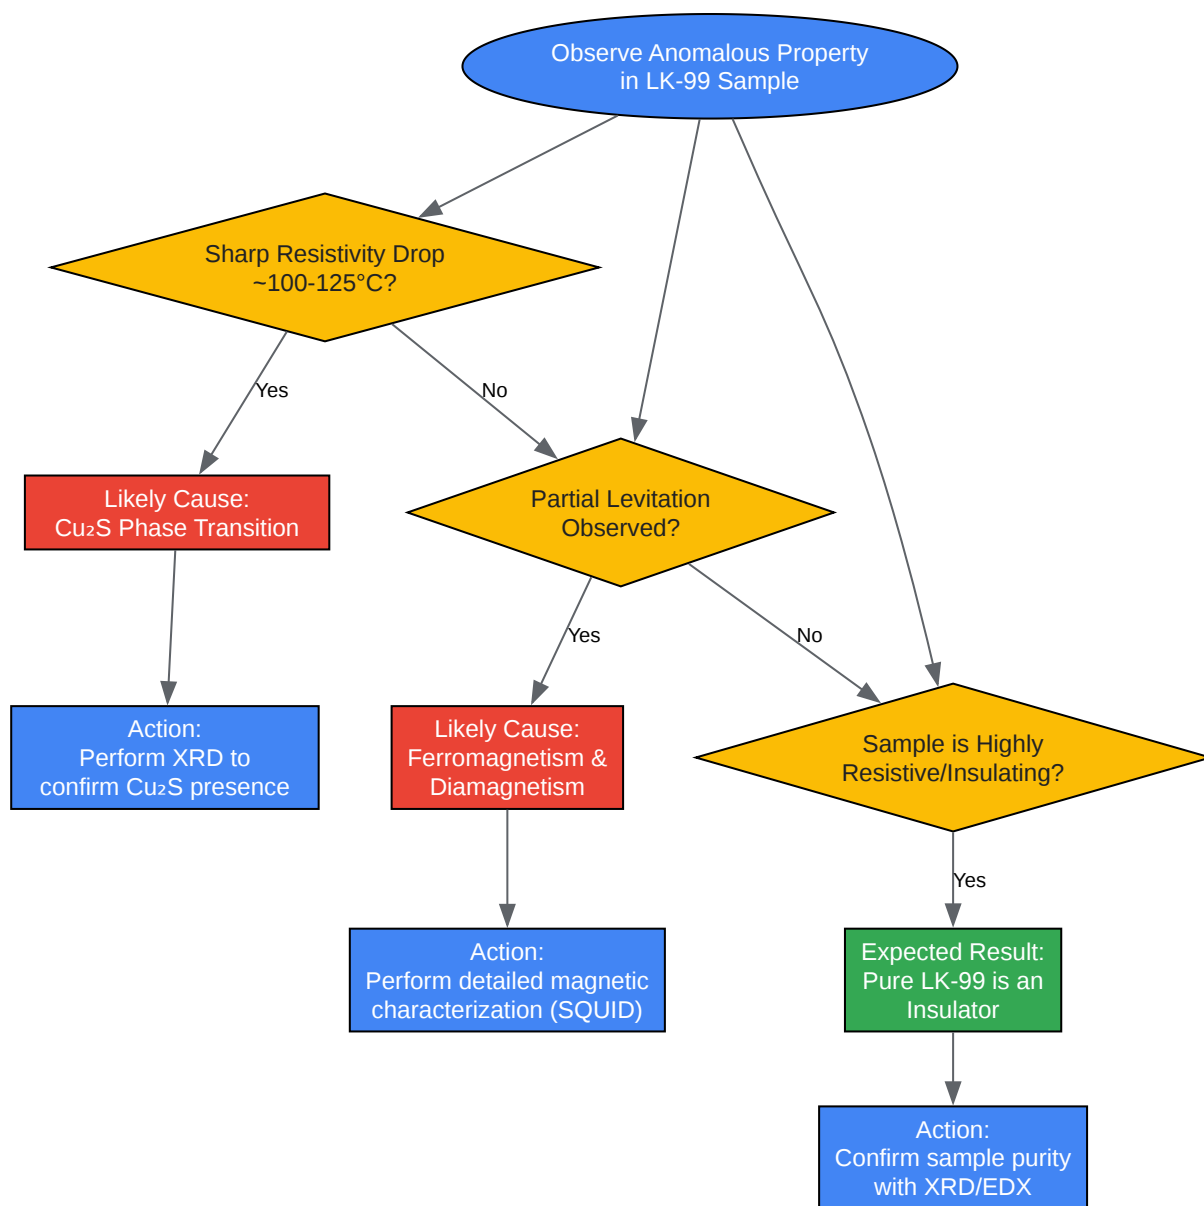 Observe Anomalous Property
in LK-99 Sample
Sharp Resistivity Drop
~100-125°C?
Yes
No
Likely Cause:
Cu₂S Phase Transition
Partial Levitation
Observed?
Action:
Perform XRD to
confirm Cu₂S presence
Yes
No
Likely Cause:
Ferromagnetism &
Diamagnetism
Sample is Highly
Resistive/Insulating?
Yes
Action:
Perform detailed magnetic
characterization (SQUID)
Expected Result:
Pure LK-99 is an
Insulator
Action:
Confirm sample purity
with XRD/EDX